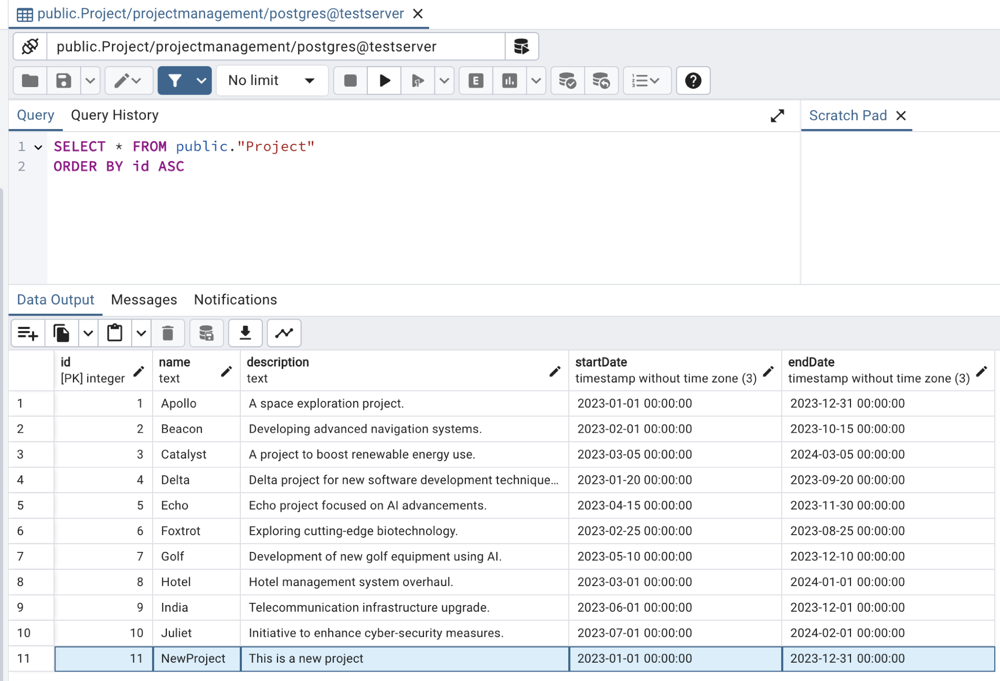 public.Project/projectmanagement/postgres@testserver
public.Project/projectmanagement/postgres@testserver
No limit
Query Query History Scratch Pad
1 SELECT * FROM public."Project"
2 ORDER BY id ASC
Data Output Messages Notifications
id name description startDate endDate
[PK] integer text text timestamp without time zone (3) timestamp without time zone (3)
1 1 Apollo A space exploration project. 2023-01-01 00:00:00 2023-12-31 00:00:00
2 2 Beacon Developing advanced navigation systems. 2023-02-01 00:00:00 2023-10-15 00:00:00
3 3 Catalyst A project to boost renewable energy use. 2023-03-05 00:00:00 2024-03-05 00:00:00
4 4 Delta Delta project for new software development technique... 2023-01-20 00:00:00 2023-09-20 00:00:00
5 5 Echo Echo project focused on AI advancements. 2023-04-15 00:00:00 2023-11-30 00:00:00
6 6 Foxtrot Exploring cutting-edge biotechnology. 2023-02-25 00:00:00 2023-08-25 00:00:00
7 7 Golf Development of new golf equipment using AI. 2023-05-10 00:00:00 2023-12-10 00:00:00
8 8 Hotel Hotel management system overhaul. 2023-03-01 00:00:00 2024-01-01 00:00:00
9 9 India Telecommunication infrastructure upgrade. 2023-06-01 00:00:00 2023-12-01 00:00:00
10 10 Juliet Initiative to enhance cyber-security measures. 2023-07-01 00:00:00 2024-02-01 00:00:00
11 11 NewProject This is a new project 2023-01-01 00:00:00 2023-12-31 00:00:00